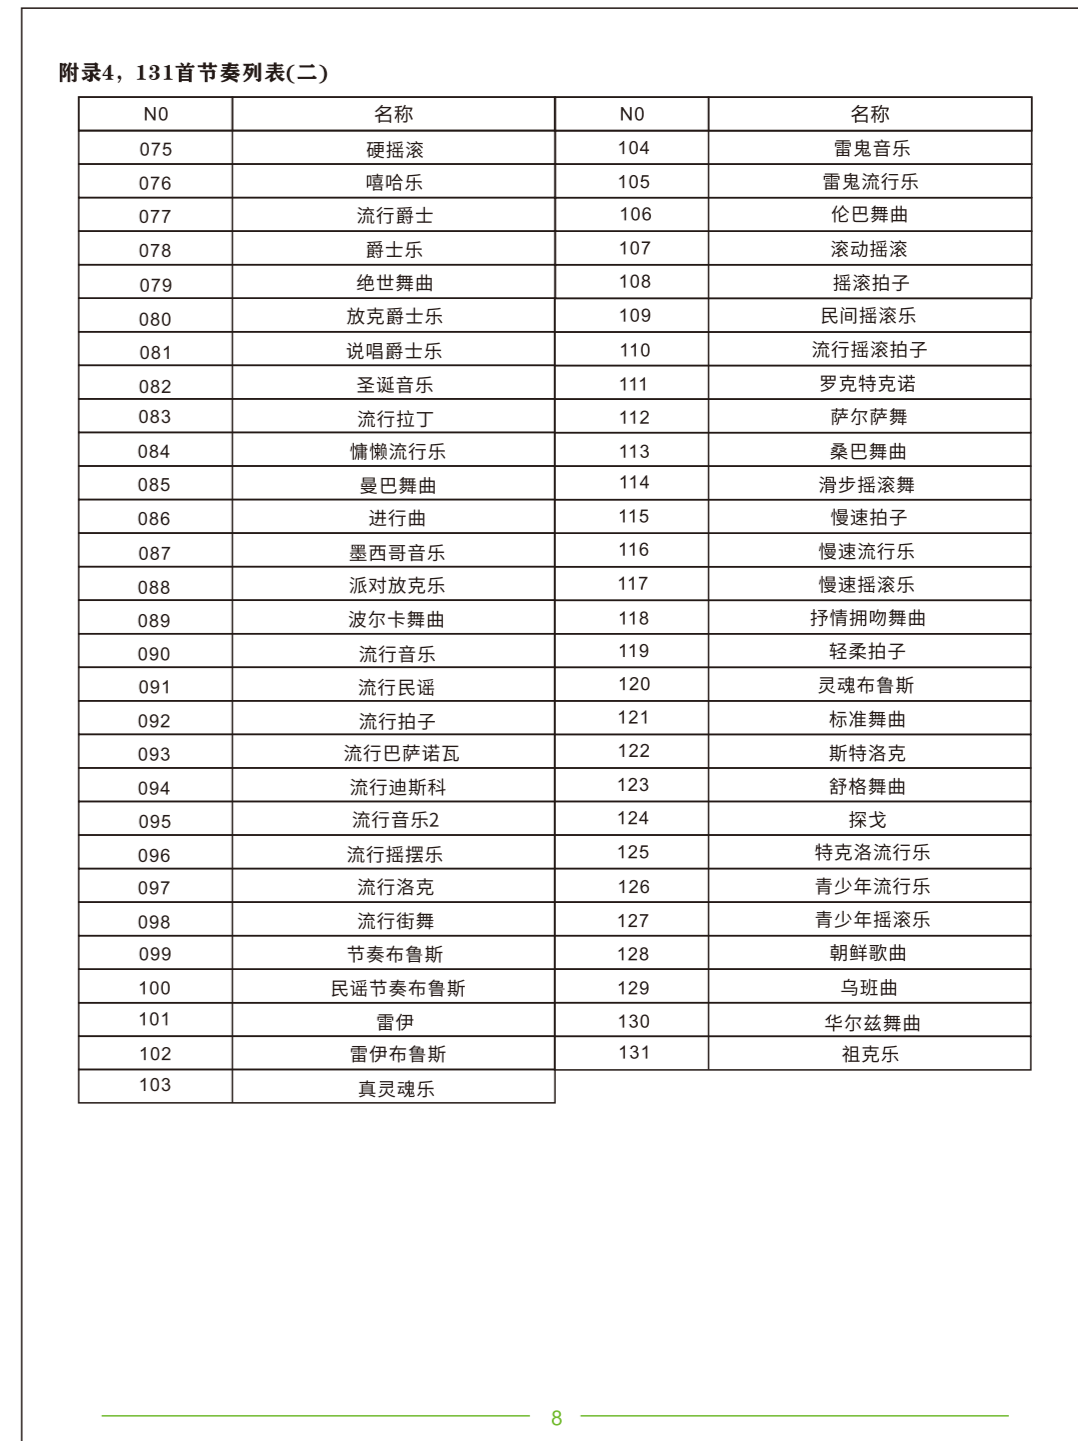 附录4，131首节奏列表(二)
N0 名称 N0 名称
075 硬摇滚 104 雷鬼音乐
076 嘻哈乐 105 雷鬼流行乐
077 流行爵士 106 伦巴舞曲
078 爵士乐 107 滚动摇滚
079 绝世舞曲 108 摇滚拍子
080 放克爵士乐 109 民间摇滚乐
081 说唱爵士乐 110 流行摇滚拍子
082 圣诞音乐 111 罗克特克诺
083 流行拉丁 112 萨尔萨舞
084 慵懒流行乐 113 桑巴舞曲
085 曼巴舞曲 114 滑步摇滚舞
086 进行曲 115 慢速拍子
087 墨西哥音乐 116 慢速流行乐
088 派对放克乐 117 慢速摇滚乐
089 波尔卡舞曲 118 抒情拥吻舞曲
090 流行音乐 119 轻柔拍子
091 流行民谣 120 灵魂布鲁斯
092 流行拍子 121 标准舞曲
093 流行巴萨诺瓦 122 斯特洛克
094 流行迪斯科 123 舒格舞曲
095 流行音乐2 124 探戈
096 流行摇摆乐 125 特克洛流行乐
097 流行洛克 126 青少年流行乐
098 流行街舞 127 青少年摇滚乐
099 节奏布鲁斯 128 朝鲜歌曲
100 民谣节奏布鲁斯 129 乌班曲
101 雷伊 130 华尔兹舞曲
102 雷伊布鲁斯 131 祖克乐
103 真灵魂乐
8